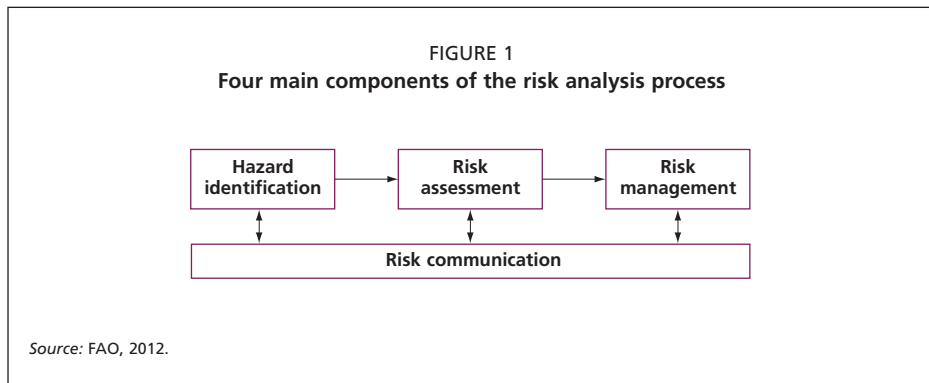 FIGURE 1
Four main components of the risk analysis process
Hazard
identification
Risk
assessment
Risk
management
Risk communication
Source: FAO, 2012.